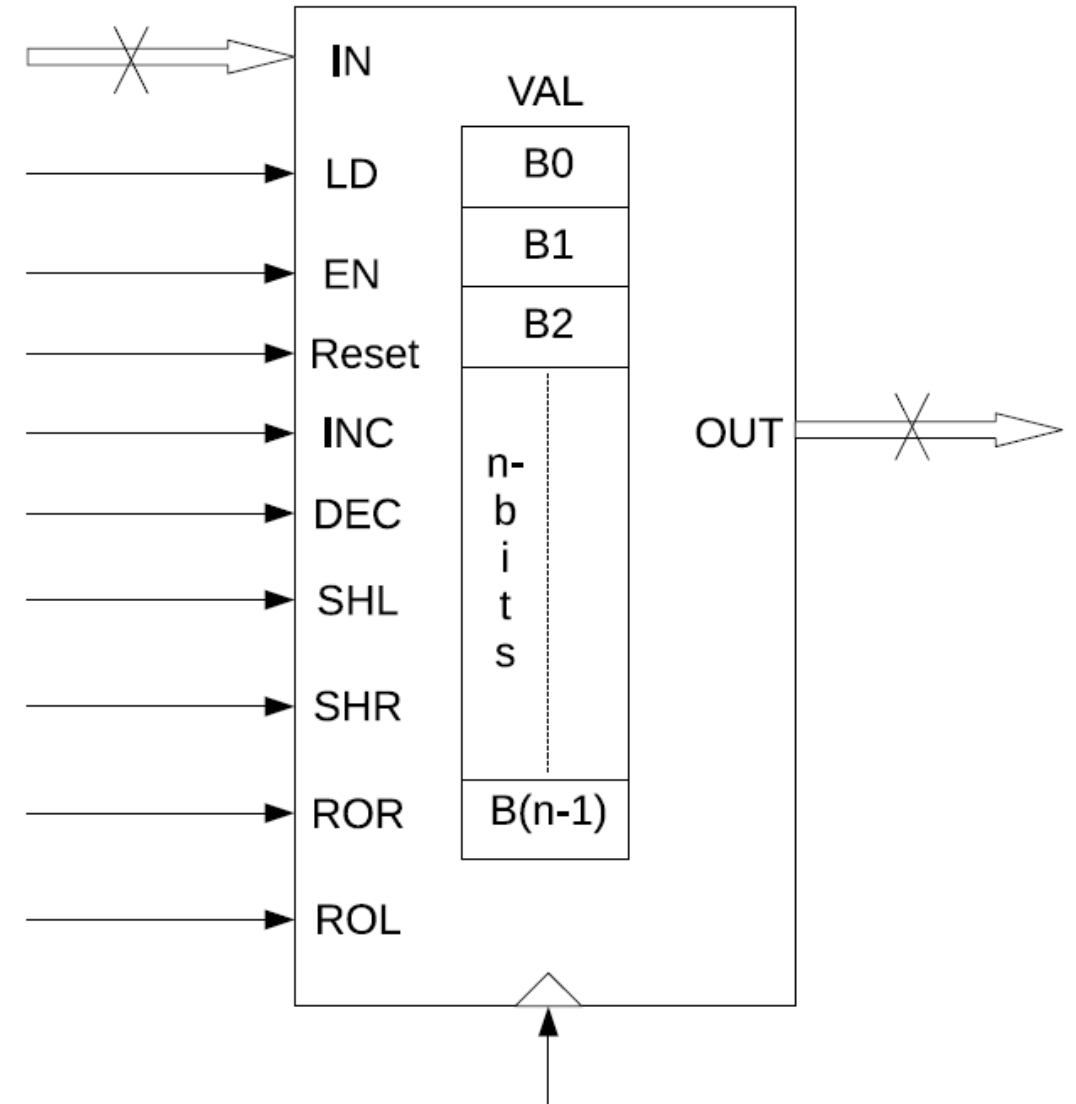 IN
VAL
B0
LD
B1
EN
B2
Reset
INC
OUT
n-
b
i
t
s
DEC
SHL
SHR
ROR
B(n-1)
ROL